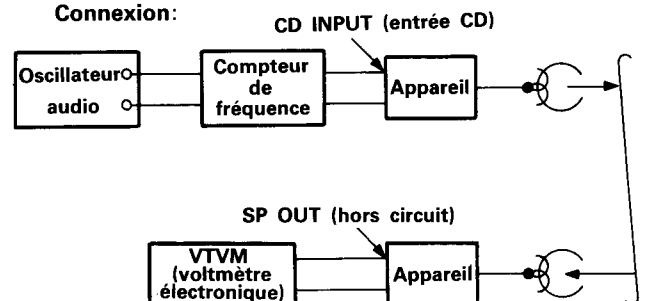 Connexion:
CD INPUT (entrée CD)
Oscillateur
audio
Compteur
de
fréquence
Appareil
SP OUT (hors circuit)
VTVM
(voltmètre
électronique)
Appareil